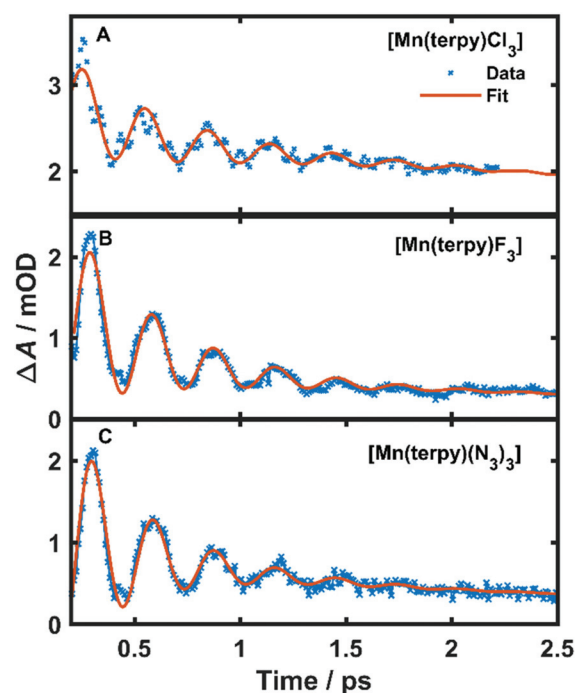 A
[Mn(terpy)Cl₃]
Data
Fit
3
2
B
[Mn(terpy)F₃]
2
1
0
ΔA / mOD
C
[Mn(terpy)(N₃)₃]
2
1
0
0.5 1 1.5 2 2.5
Time / ps